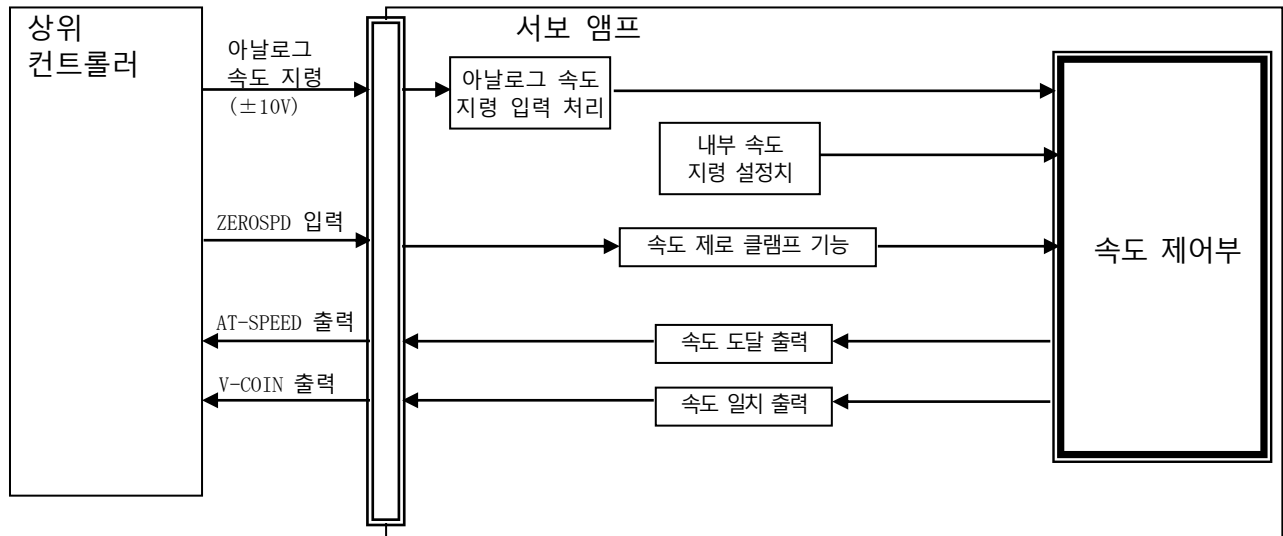 상위
컨트롤러
서보 앰프
아날로그
속도 지령
(±10V)
아날로그 속도
지령 입력 처리
내부 속도
지령 설정치
ZEROSPD 입력
속도 제로 클램프 기능
속도 제어부
AT-SPEED 출력
속도 도달 출력
V-COIN 출력
속도 일치 출력